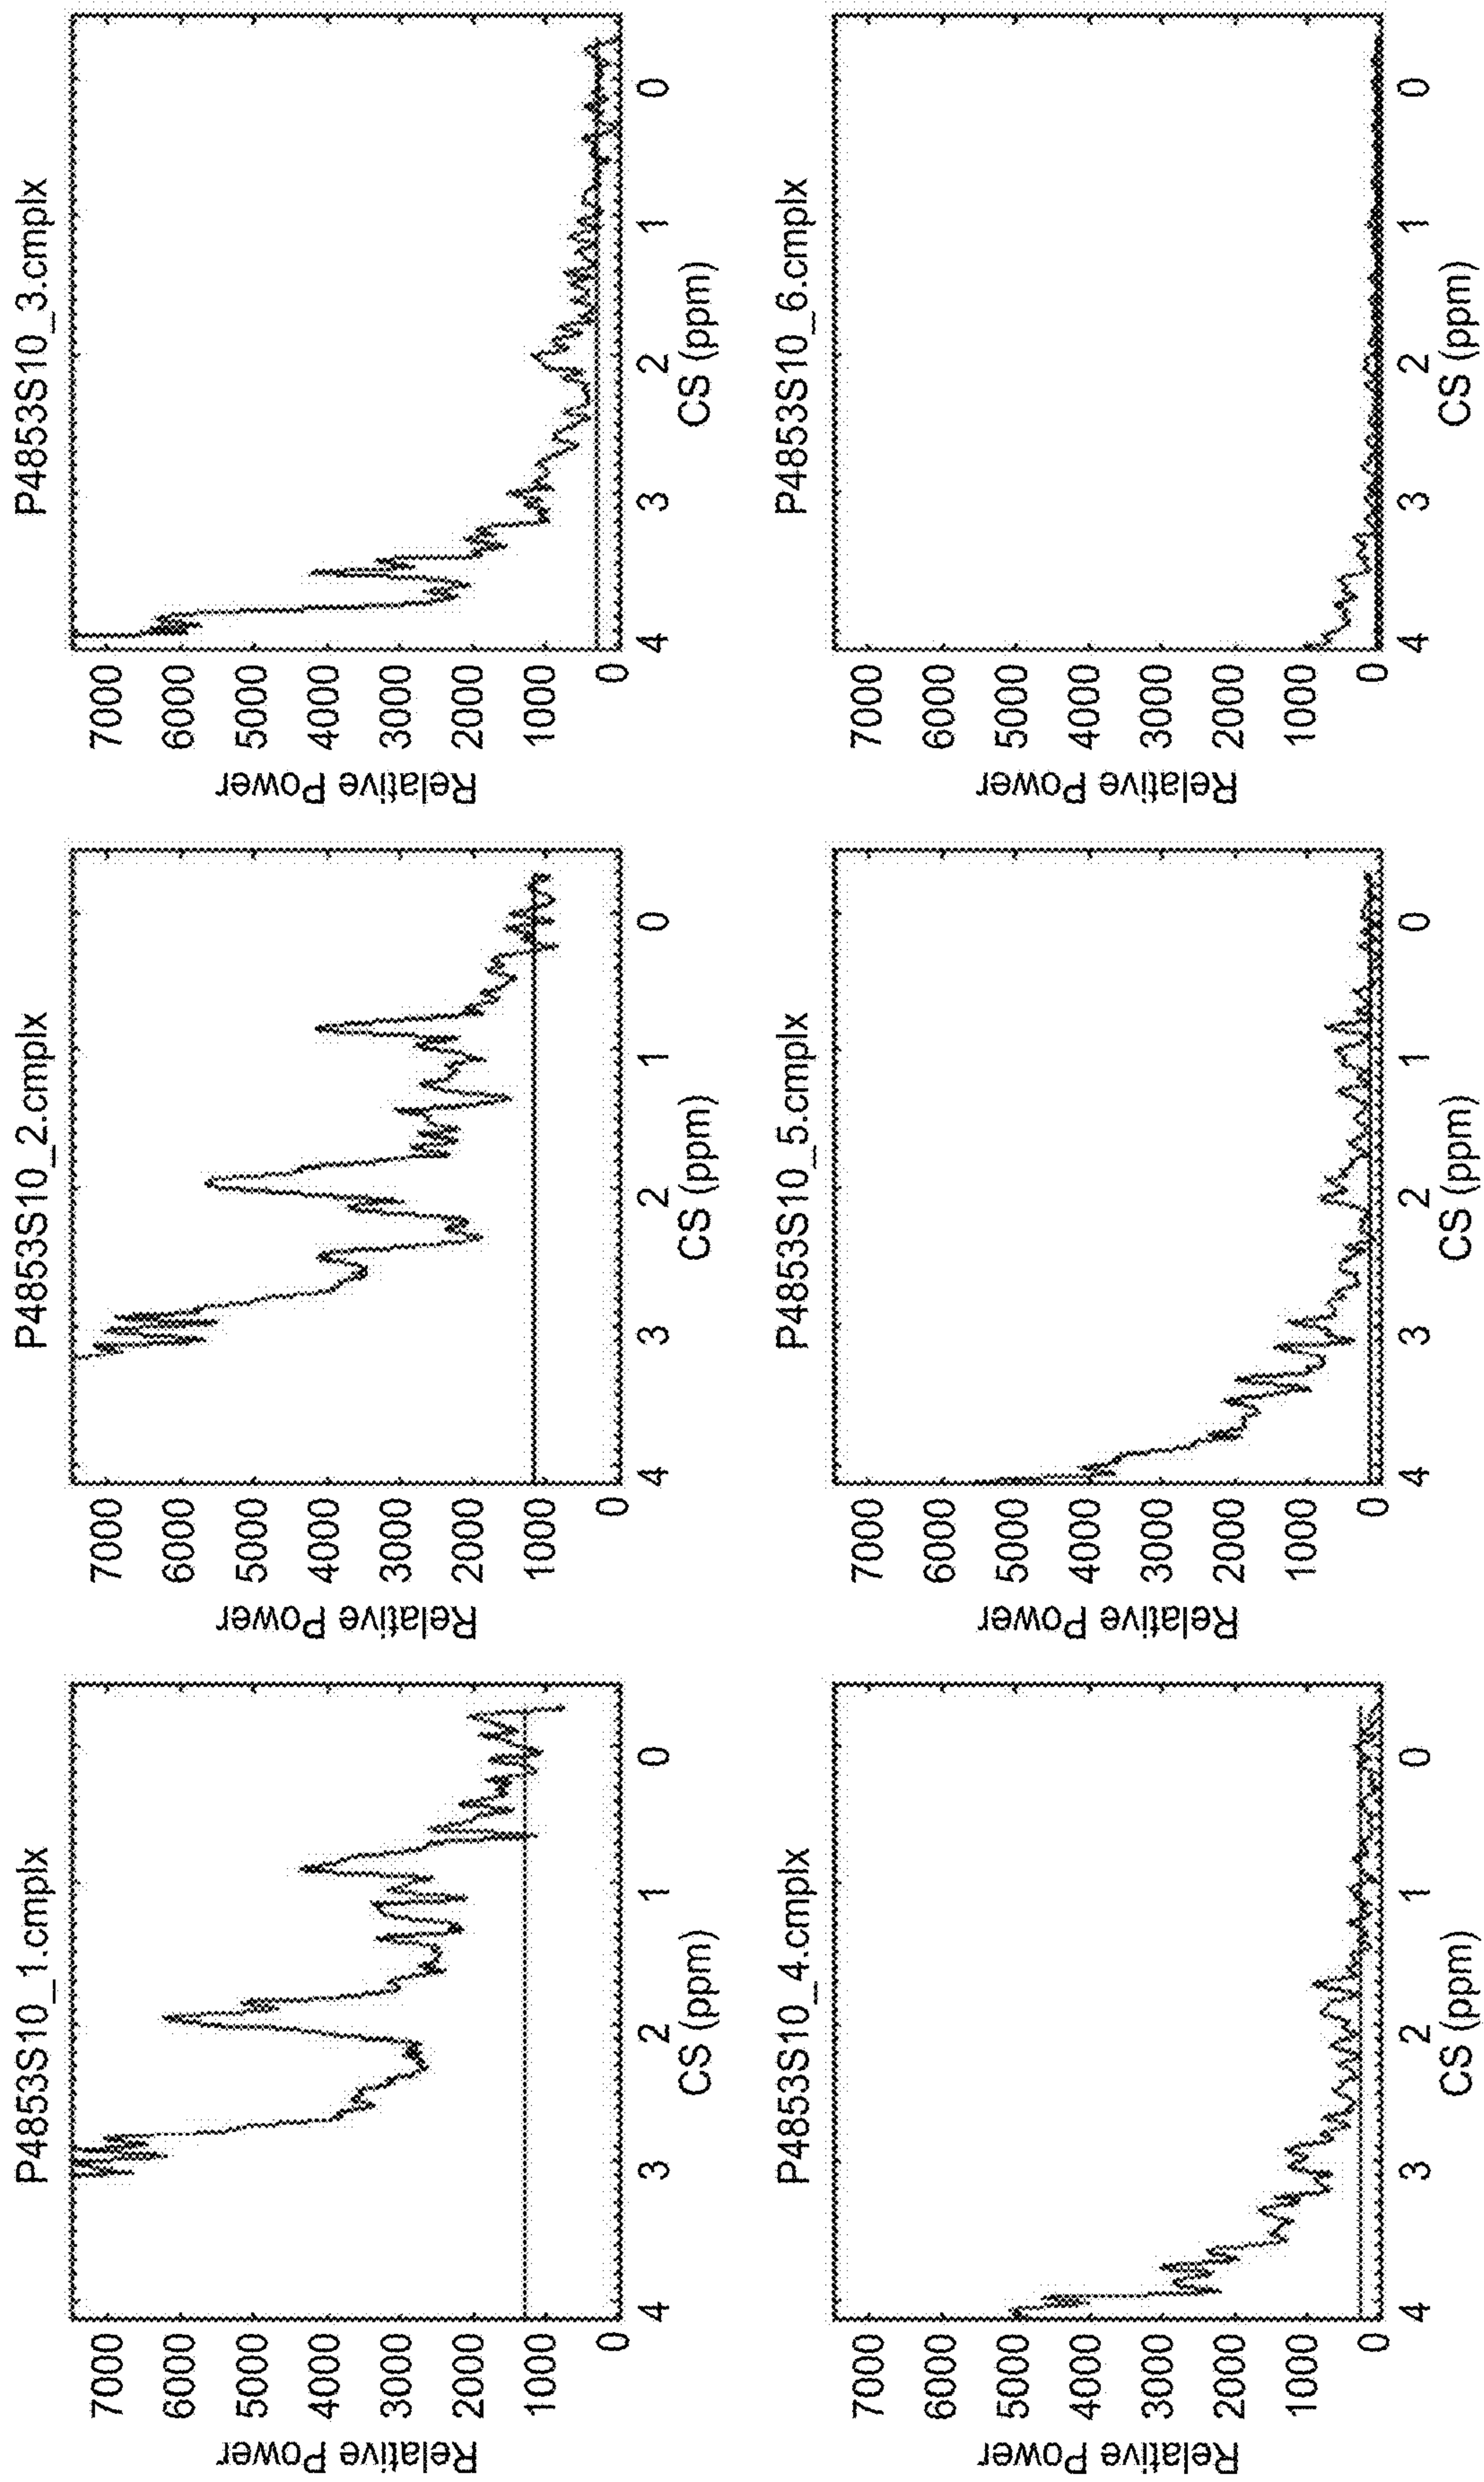 P4853S10_1.cmplx
Relative Power
7000
6000
5000
4000
3000
2000
1000
0
4 3 2 1 0
CS (ppm)
P4853S10_2.cmplx
Relative Power
7000
6000
5000
4000
3000
2000
1000
0
4 3 2 1 0
CS (ppm)
P4853S10_3.cmplx
Relative Power
7000
6000
5000
4000
3000
2000
1000
0
4 3 2 1 0
CS (ppm)
P4853S10_4.cmplx
Relative Power
7000
6000
5000
4000
3000
2000
1000
0
4 3 2 1 0
CS (ppm)
P4853S10_5.cmplx
Relative Power
7000
6000
5000
4000
3000
2000
1000
0
4 3 2 1 0
CS (ppm)
P4853S10_6.cmplx
Relative Power
7000
6000
5000
4000
3000
2000
1000
0
4 3 2 1 0
CS (ppm)